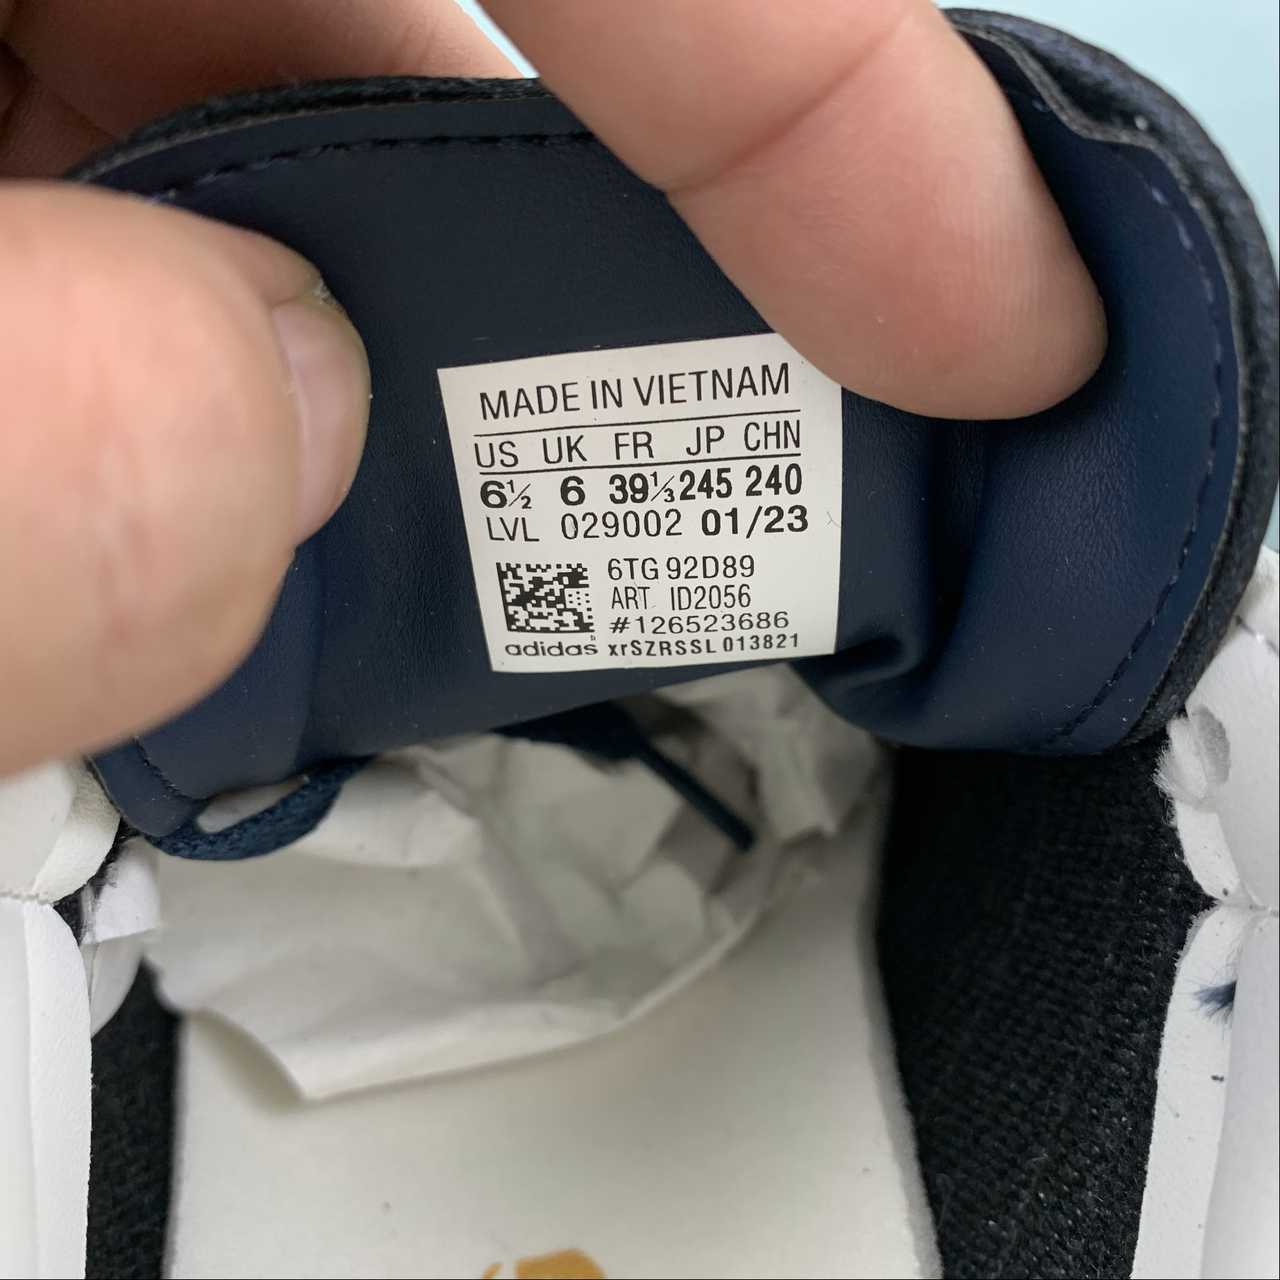 MADE IN VIETNAM
US UK FR JP CHN
6½ 6 39⅓ 245 240
LVL 029002 01/23
6TG 92D89
ART. ID2056
#126523686
adidas xrSZRSSL 013821